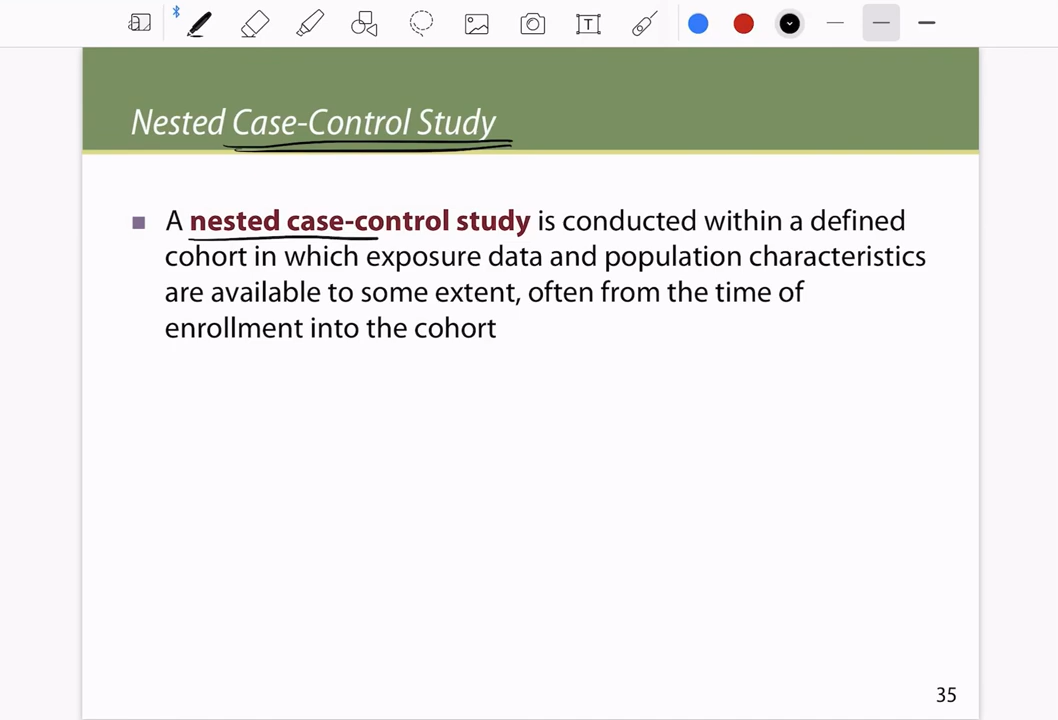 Nested Case-Control Study
A nested case-control study is conducted within a defined
cohort in which exposure data and population characteristics
are available to some extent, often from the time of
enrollment into the cohort
35